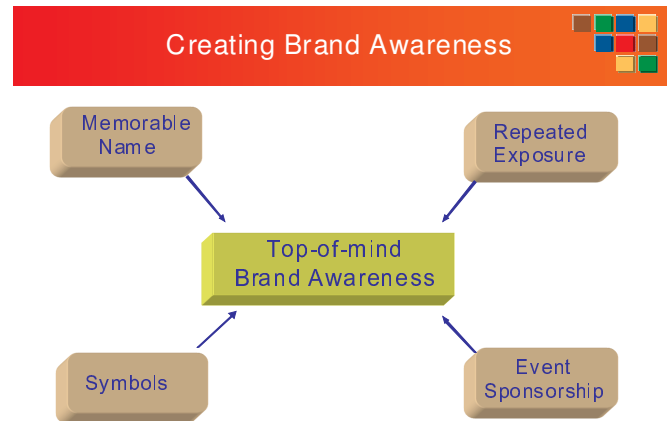 Creating Brand Awareness
Memorable
Name
Repeated
Exposure
Top-of-mind
Brand Awareness
Symbols
Event
Sponsorship